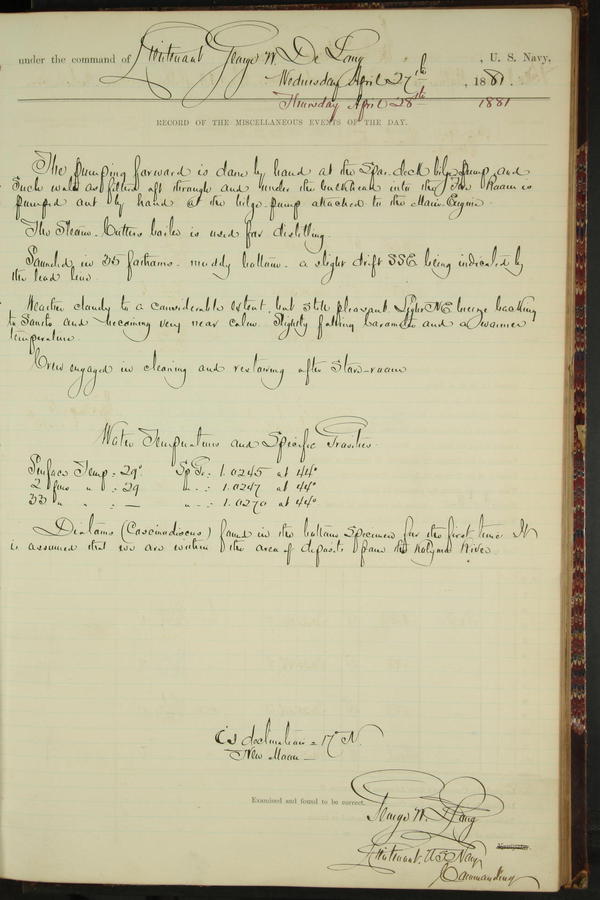 under the command of Lieutenant George W. De Long, U. S. Navy,
Wednesday April 27th, 1881.
Thursday April 28th 1881
RECORD OF THE MISCELLANEOUS EVENTS OF THE DAY.
The pumping forward is done by hand at the Spar deck bilge pump, and
such water as filters aft through and under the bulkhead into the Fire Room is
pumped out by hand at the bilge pump attached to the Main Engine.
The Steam Cutters boiler is used for distilling.
Sounded in 35 fathoms - muddy bottom - a slight drift SSE being indicated by
the lead line.
Weather cloudy to a considerable extent but still pleasant. Light NE breeze backing
to and becoming very near calm. Slightly falling barometer and a warmer
temperature.
Crew engaged in cleaning and restowing after store-room
Water Temperatures and Specific Gravities.
Surface Temp : 29° Sp Gr : 1.0245 at 44°
2 fms " : 29 " " : 1.0247 at 44°
33 " " : — " " : 1.0270 at 44°
Diatoms (Coscinodiscus) found in the bottom specimen for the first time. It
is assumed that we are within the area of deposits from the Kolyma River
declination = 17° N.
New Moon —
Examined and found to be correct.
George W. De Long
Lieutenant, U.S. Navy
Navigator.
Commanding